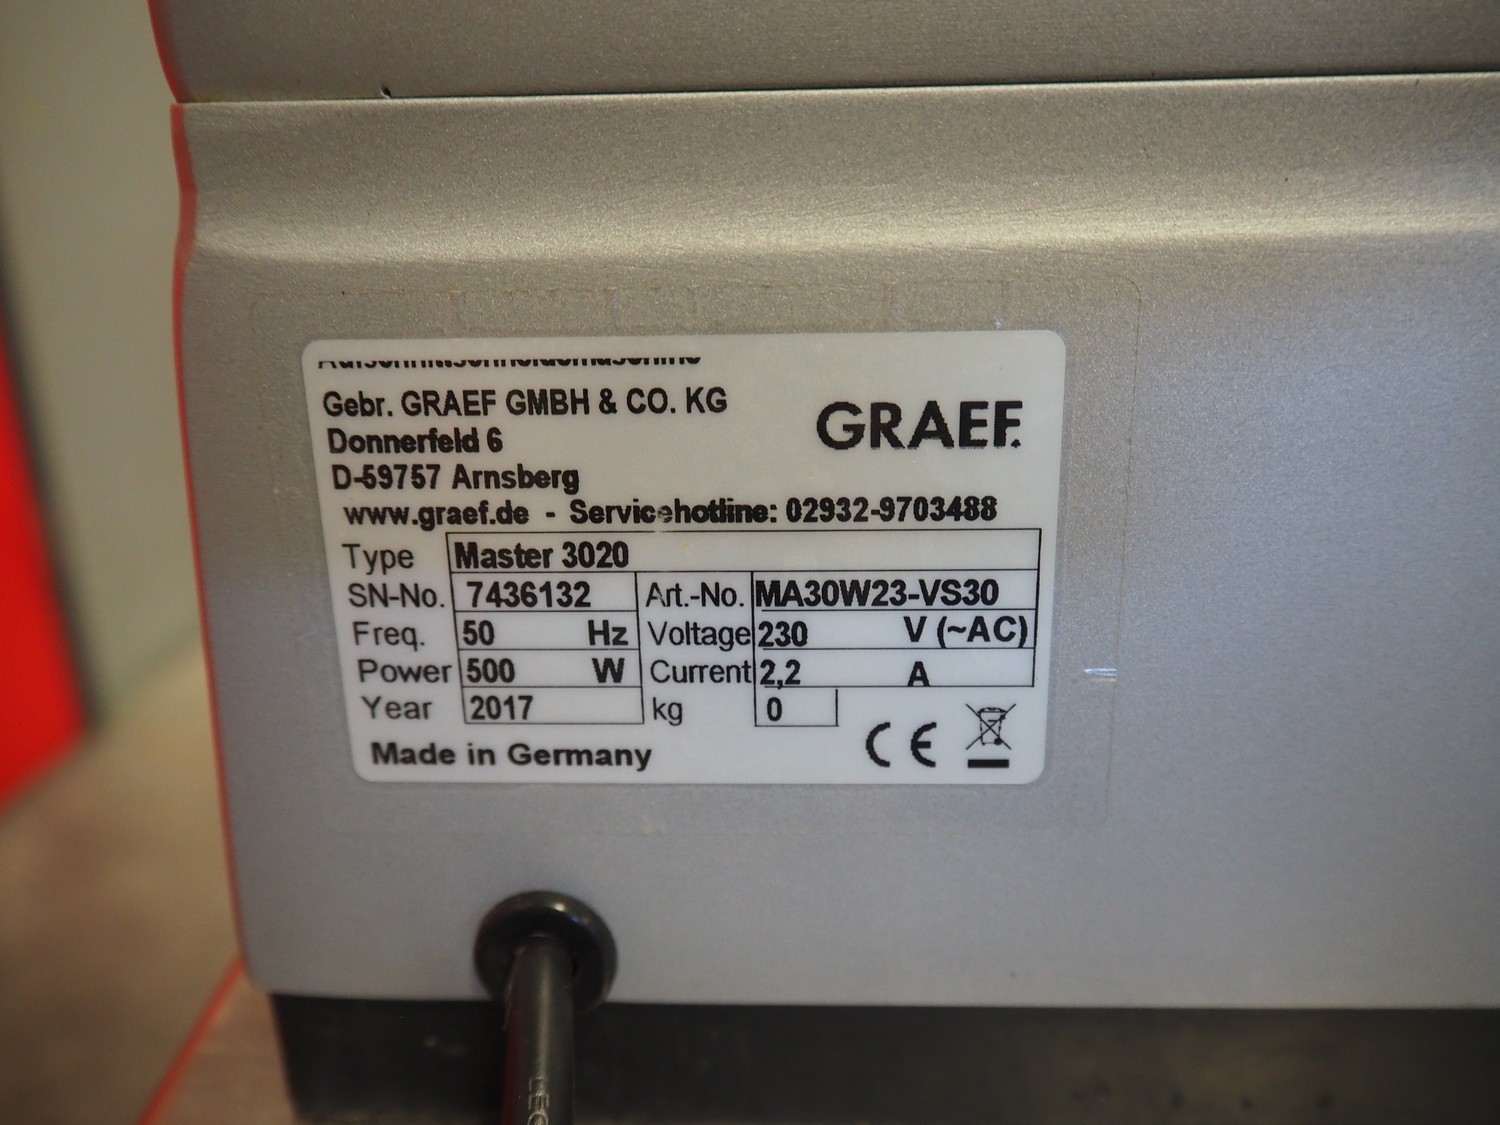 Aufschnittschneidemaschine
Gebr. GRAEF GMBH & CO. KG
GRAEF.
Donnerfeld 6
D-59757 Arnsberg
www.graef.de - Servicehotline: 02932-9703488
Type Master 3020
SN-No. 7436132 Art.-No. MA30W23-VS30
Freq. 50 Hz Voltage 230 V (~AC)
Power 500 W Current 2,2 A
Year 2017 kg 0
Made in Germany CE